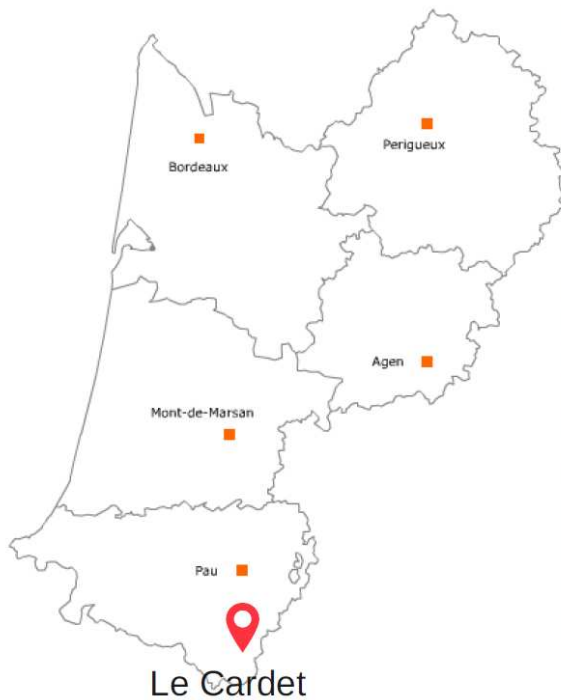 Perigueux
Bordeaux
Agen
Mont-de-Marsan
Pau
Le Cardet